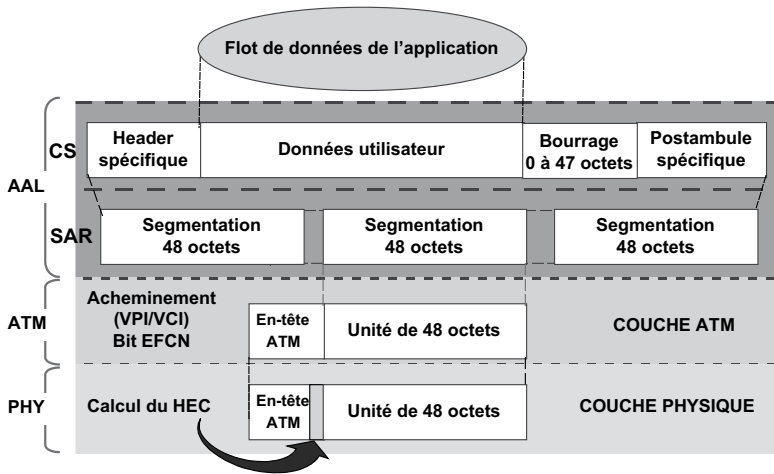 Flot de données de l’application
CS
Header
spécifique
Données utilisateur
Bourrage
0 à 47 octets
Postambule
spécifique
AAL
SAR
Segmentation
48 octets
Segmentation
48 octets
Segmentation
48 octets
ATM
Acheminement
(VPI/VCI)
Bit EFCN
En-tête
ATM
Unité de 48 octets
COUCHE ATM
PHY
Calcul du HEC
En-tête
ATM
Unité de 48 octets
COUCHE PHYSIQUE